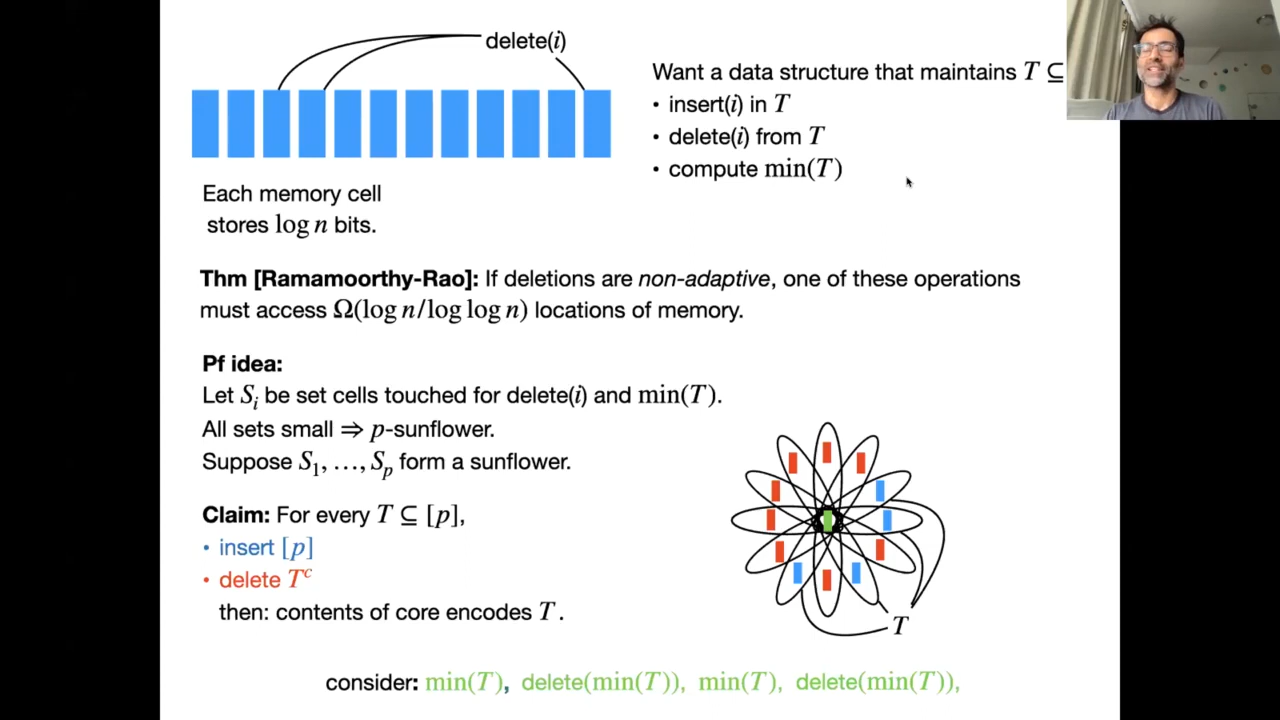 delete(i)
Want a data structure that maintains T ⊆
• insert(i) in T
• delete(i) from T
• compute min(T)
Each memory cell
stores log n bits.
Thm [Ramamoorthy-Rao]: If deletions are non-adaptive, one of these operations
must access Ω(log n/log log n) locations of memory.
Pf idea:
Let Sᵢ be set cells touched for delete(i) and min(T).
All sets small ⇒ p-sunflower.
Suppose S₁, …, Sₚ form a sunflower.
Claim: For every T ⊆ [p],
• insert [p]
• delete Tᶜ
then: contents of core encodes T.
T
consider: min(T), delete(min(T)), min(T), delete(min(T)),